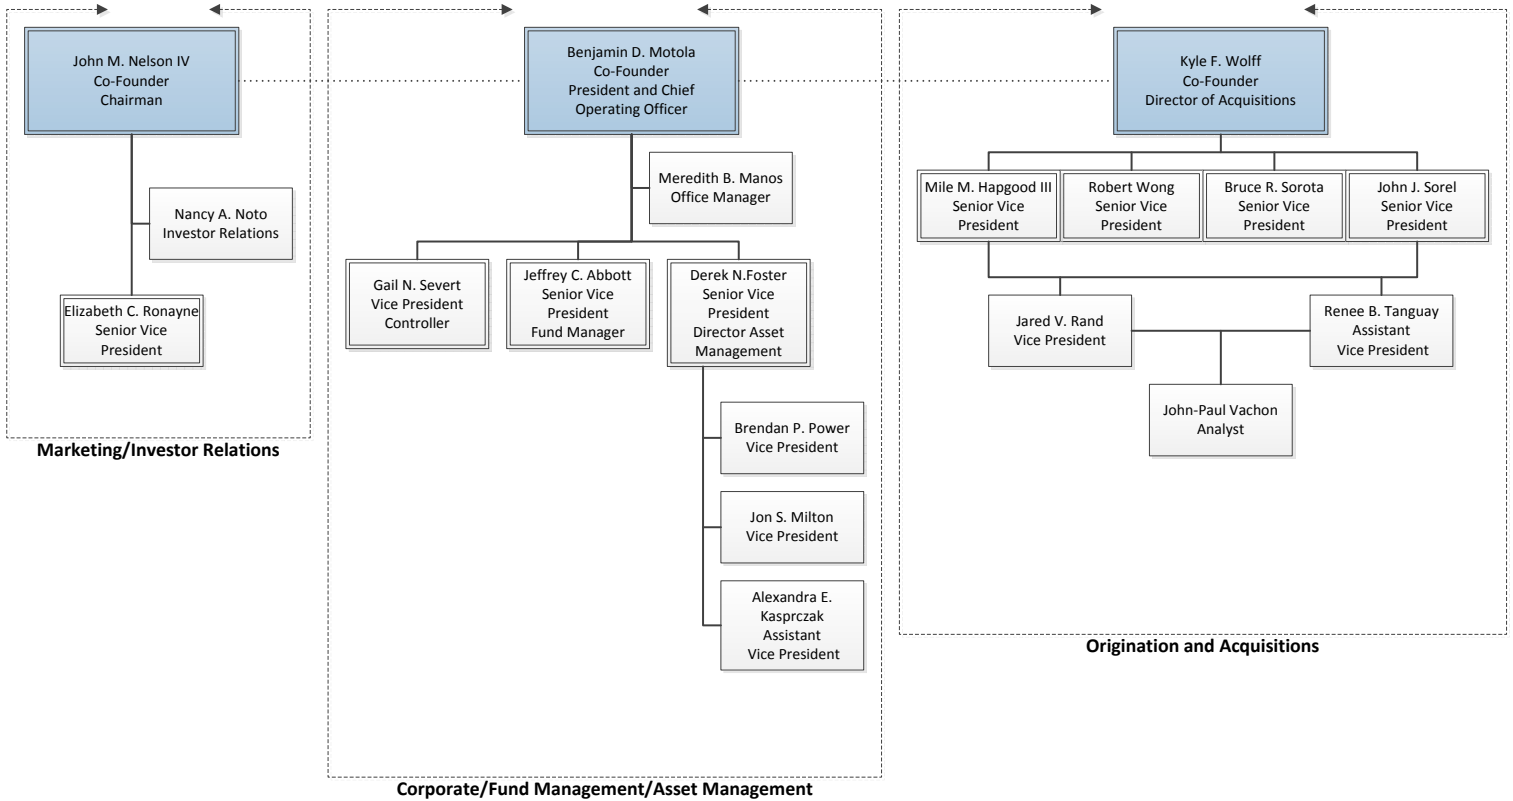 John M. Nelson IV
Co-Founder
Chairman
Nancy A. Noto
Investor Relations
Elizabeth C. Ronayne
Senior Vice
President
Marketing/Investor Relations
Benjamin D. Motola
Co-Founder
President and Chief
Operating Officer
Meredith B. Manos
Office Manager
Gail N. Severt
Vice President
Controller
Jeffrey C. Abbott
Senior Vice
President
Fund Manager
Derek N.Foster
Senior Vice
President
Director Asset
Management
Brendan P. Power
Vice President
Jon S. Milton
Vice President
Alexandra E.
Kasprczak
Assistant
Vice President
Corporate/Fund Management/Asset Management
Kyle F. Wolff
Co-Founder
Director of Acquisitions
Mile M. Hapgood III
Senior Vice
President
Robert Wong
Senior Vice
President
Bruce R. Sorota
Senior Vice
President
John J. Sorel
Senior Vice
President
Jared V. Rand
Vice President
Renee B. Tanguay
Assistant
Vice President
John-Paul Vachon
Analyst
Origination and Acquisitions